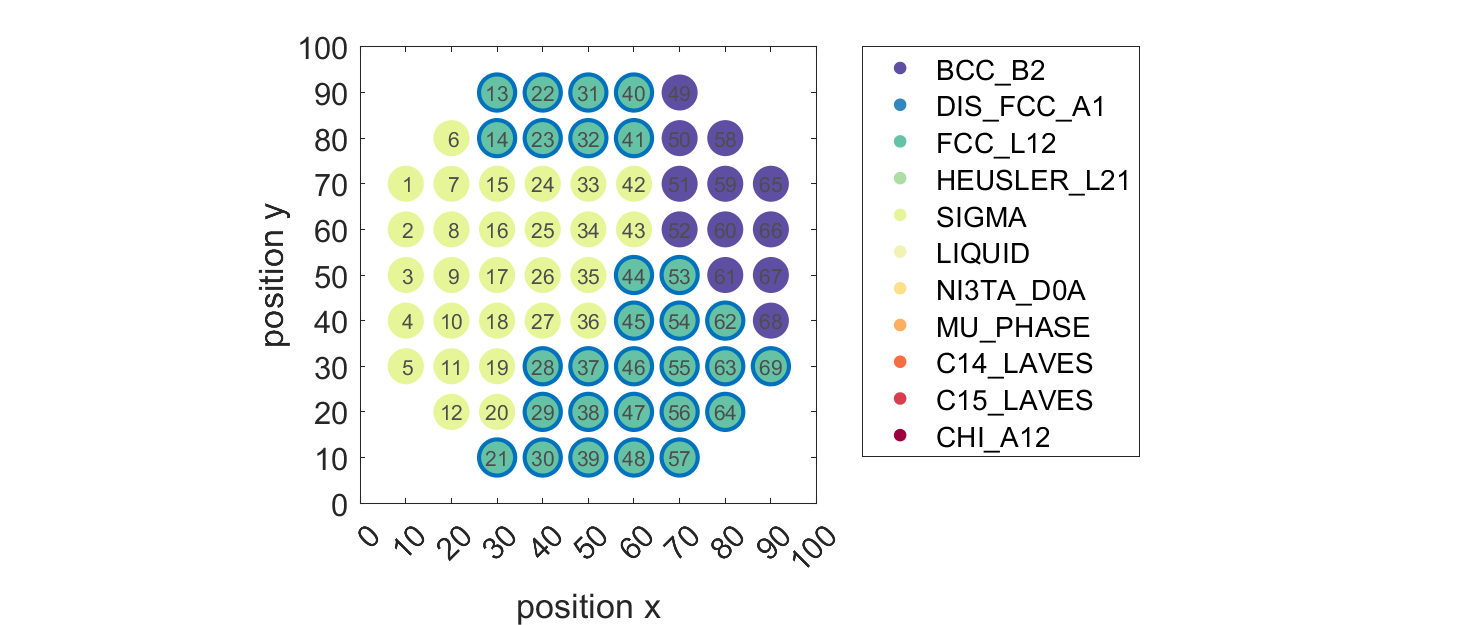 100
90 13 22 31 40 49
80 6 14 23 32 41 50 58
70 1 7 15 24 33 42 51 59 65
60 2 8 16 25 34 43 52 60 66
50 3 9 17 26 35 44 53 61 67
40 4 10 18 27 36 45 54 62 68
30 5 11 19 28 37 46 55 63 69
20 12 20 29 38 47 56 64
10 21 30 39 48 57
0
0 10 20 30 40 50 60 70 80 90 100
position x
position y
BCC_B2
DIS_FCC_A1
FCC_L12
HEUSLER_L21
SIGMA
LIQUID
NI3TA_D0A
MU_PHASE
C14_LAVES
C15_LAVES
CHI_A12